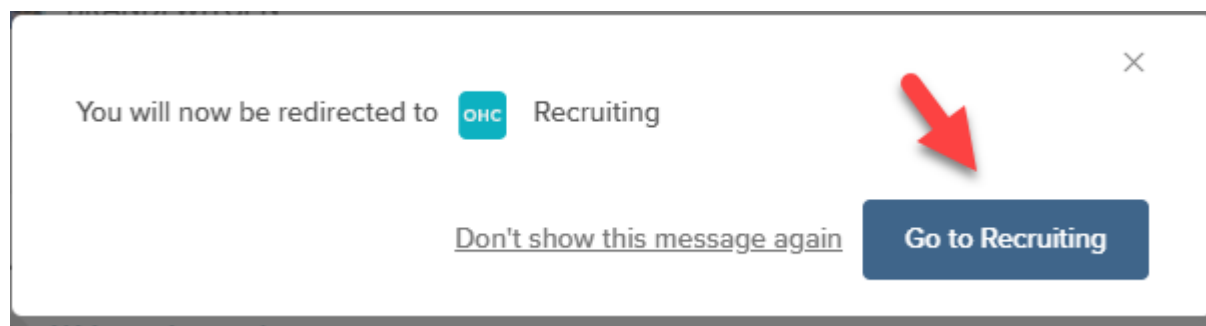 You will now be redirected to OHC Recruiting
Don't show this message again
Go to Recruiting